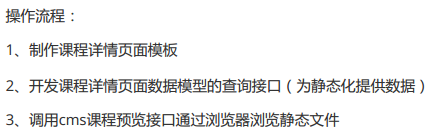 操作流程：
1、制作课程详情页面模板
2、开发课程详情页面数据模型的查询接口（为静态化提供数据）
3、调用cms课程预览接口通过浏览器浏览静态文件